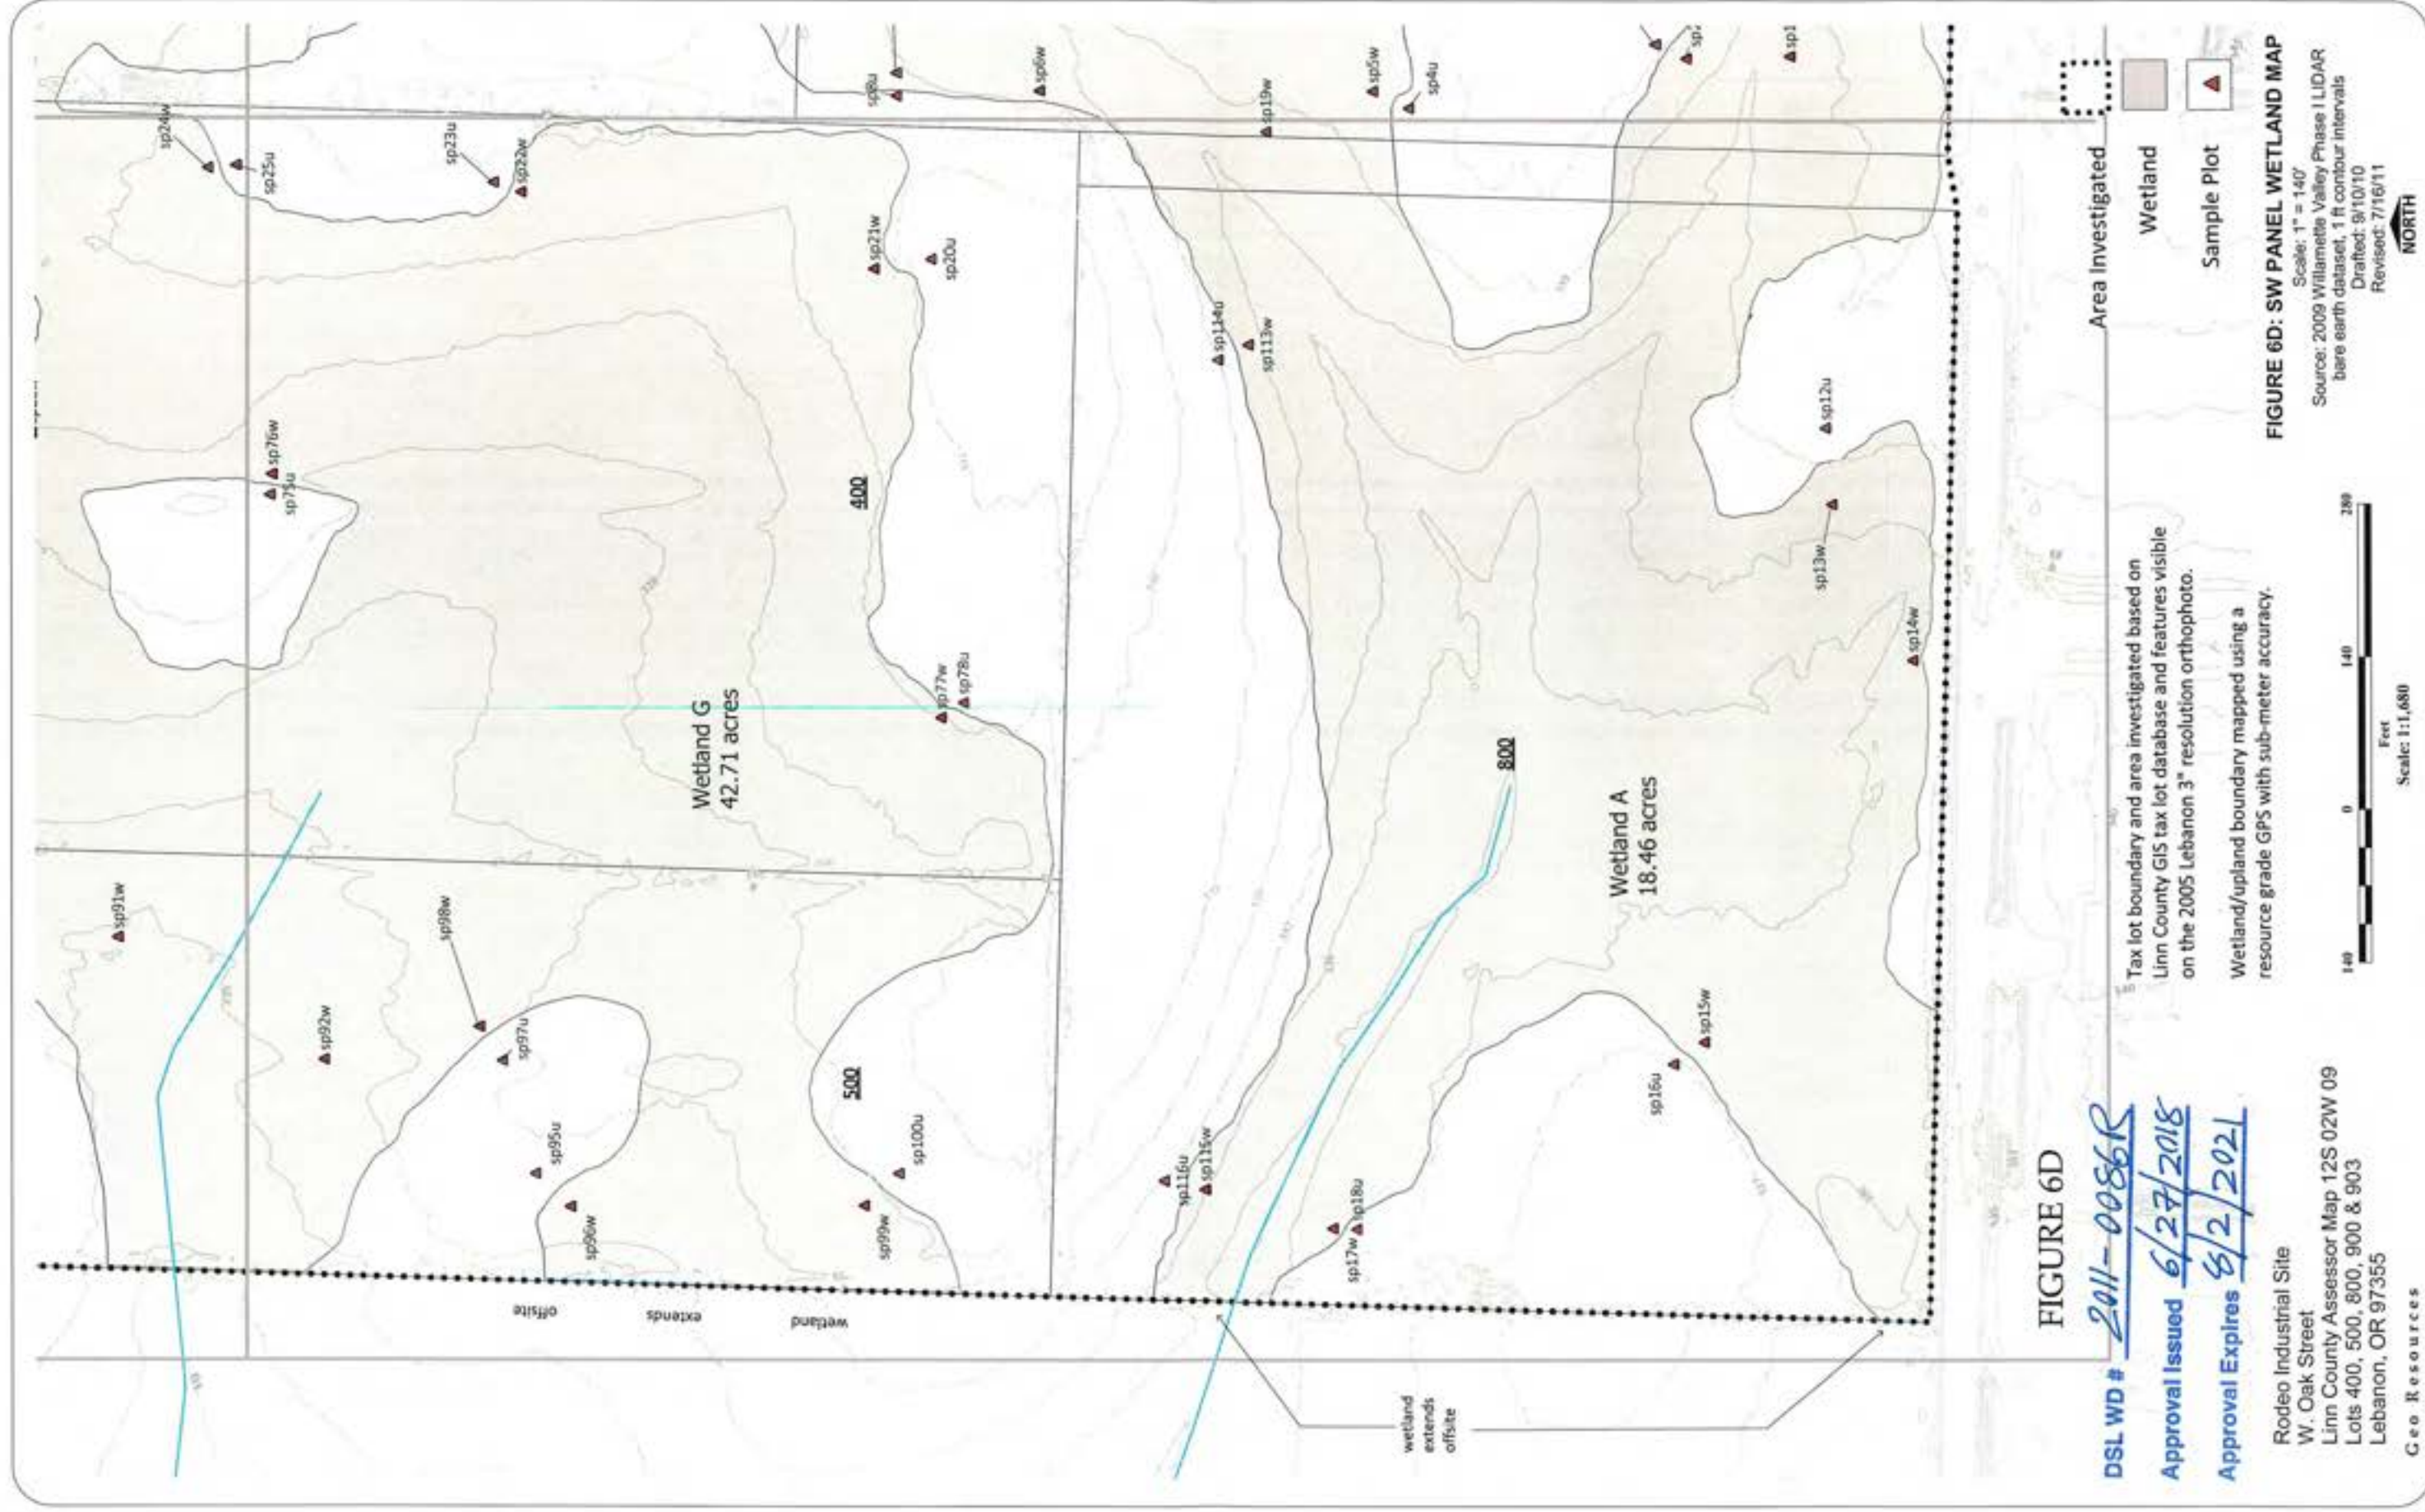 sp24w
sp25u
sp23u
sp22w
sp8u
sp6w
sp19w
sp5w
sp4u
sp1
sp21w
sp20u
sp114u
sp113w
sp76w
sp75u
400
sp12u
sp13w
sp14w
sp77w
sp78u
Wetland G
42.71 acres
800
Wetland A
18.46 acres
sp91w
sp98w
sp92w
sp97u
sp95u
sp96w
500
sp100u
sp99w
sp116u
sp115w
sp18u
sp17w
sp16u
sp15w
wetland
extends
offsite
wetland
extends
offsite
FIGURE 6D
DSL WD # 2011-0086R
Approval Issued 6/27/2018
Approval Expires 8/2/2021
Rodeo Industrial Site
W. Oak Street
Linn County Assessor Map 12S 02W 09
Lots 400, 500, 800, 900 & 903
Lebanon, OR 97355
Geo Resources
Tax lot boundary and area investigated based on
Linn County GIS tax lot database and features visible
on the 2005 Lebanon 3" resolution orthophoto.
Wetland/upland boundary mapped using a
resource grade GPS with sub-meter accuracy.
140 0 140 280
Feet
Scale: 1:1,680
Area Investigated
Wetland
Sample Plot
FIGURE 6D: SW PANEL WETLAND MAP
Scale: 1" = 140'
Source: 2009 Willamette Valley Phase I LIDAR
bare earth dataset, 1 ft contour intervals
Drafted: 9/10/10
Revised: 7/16/11
NORTH